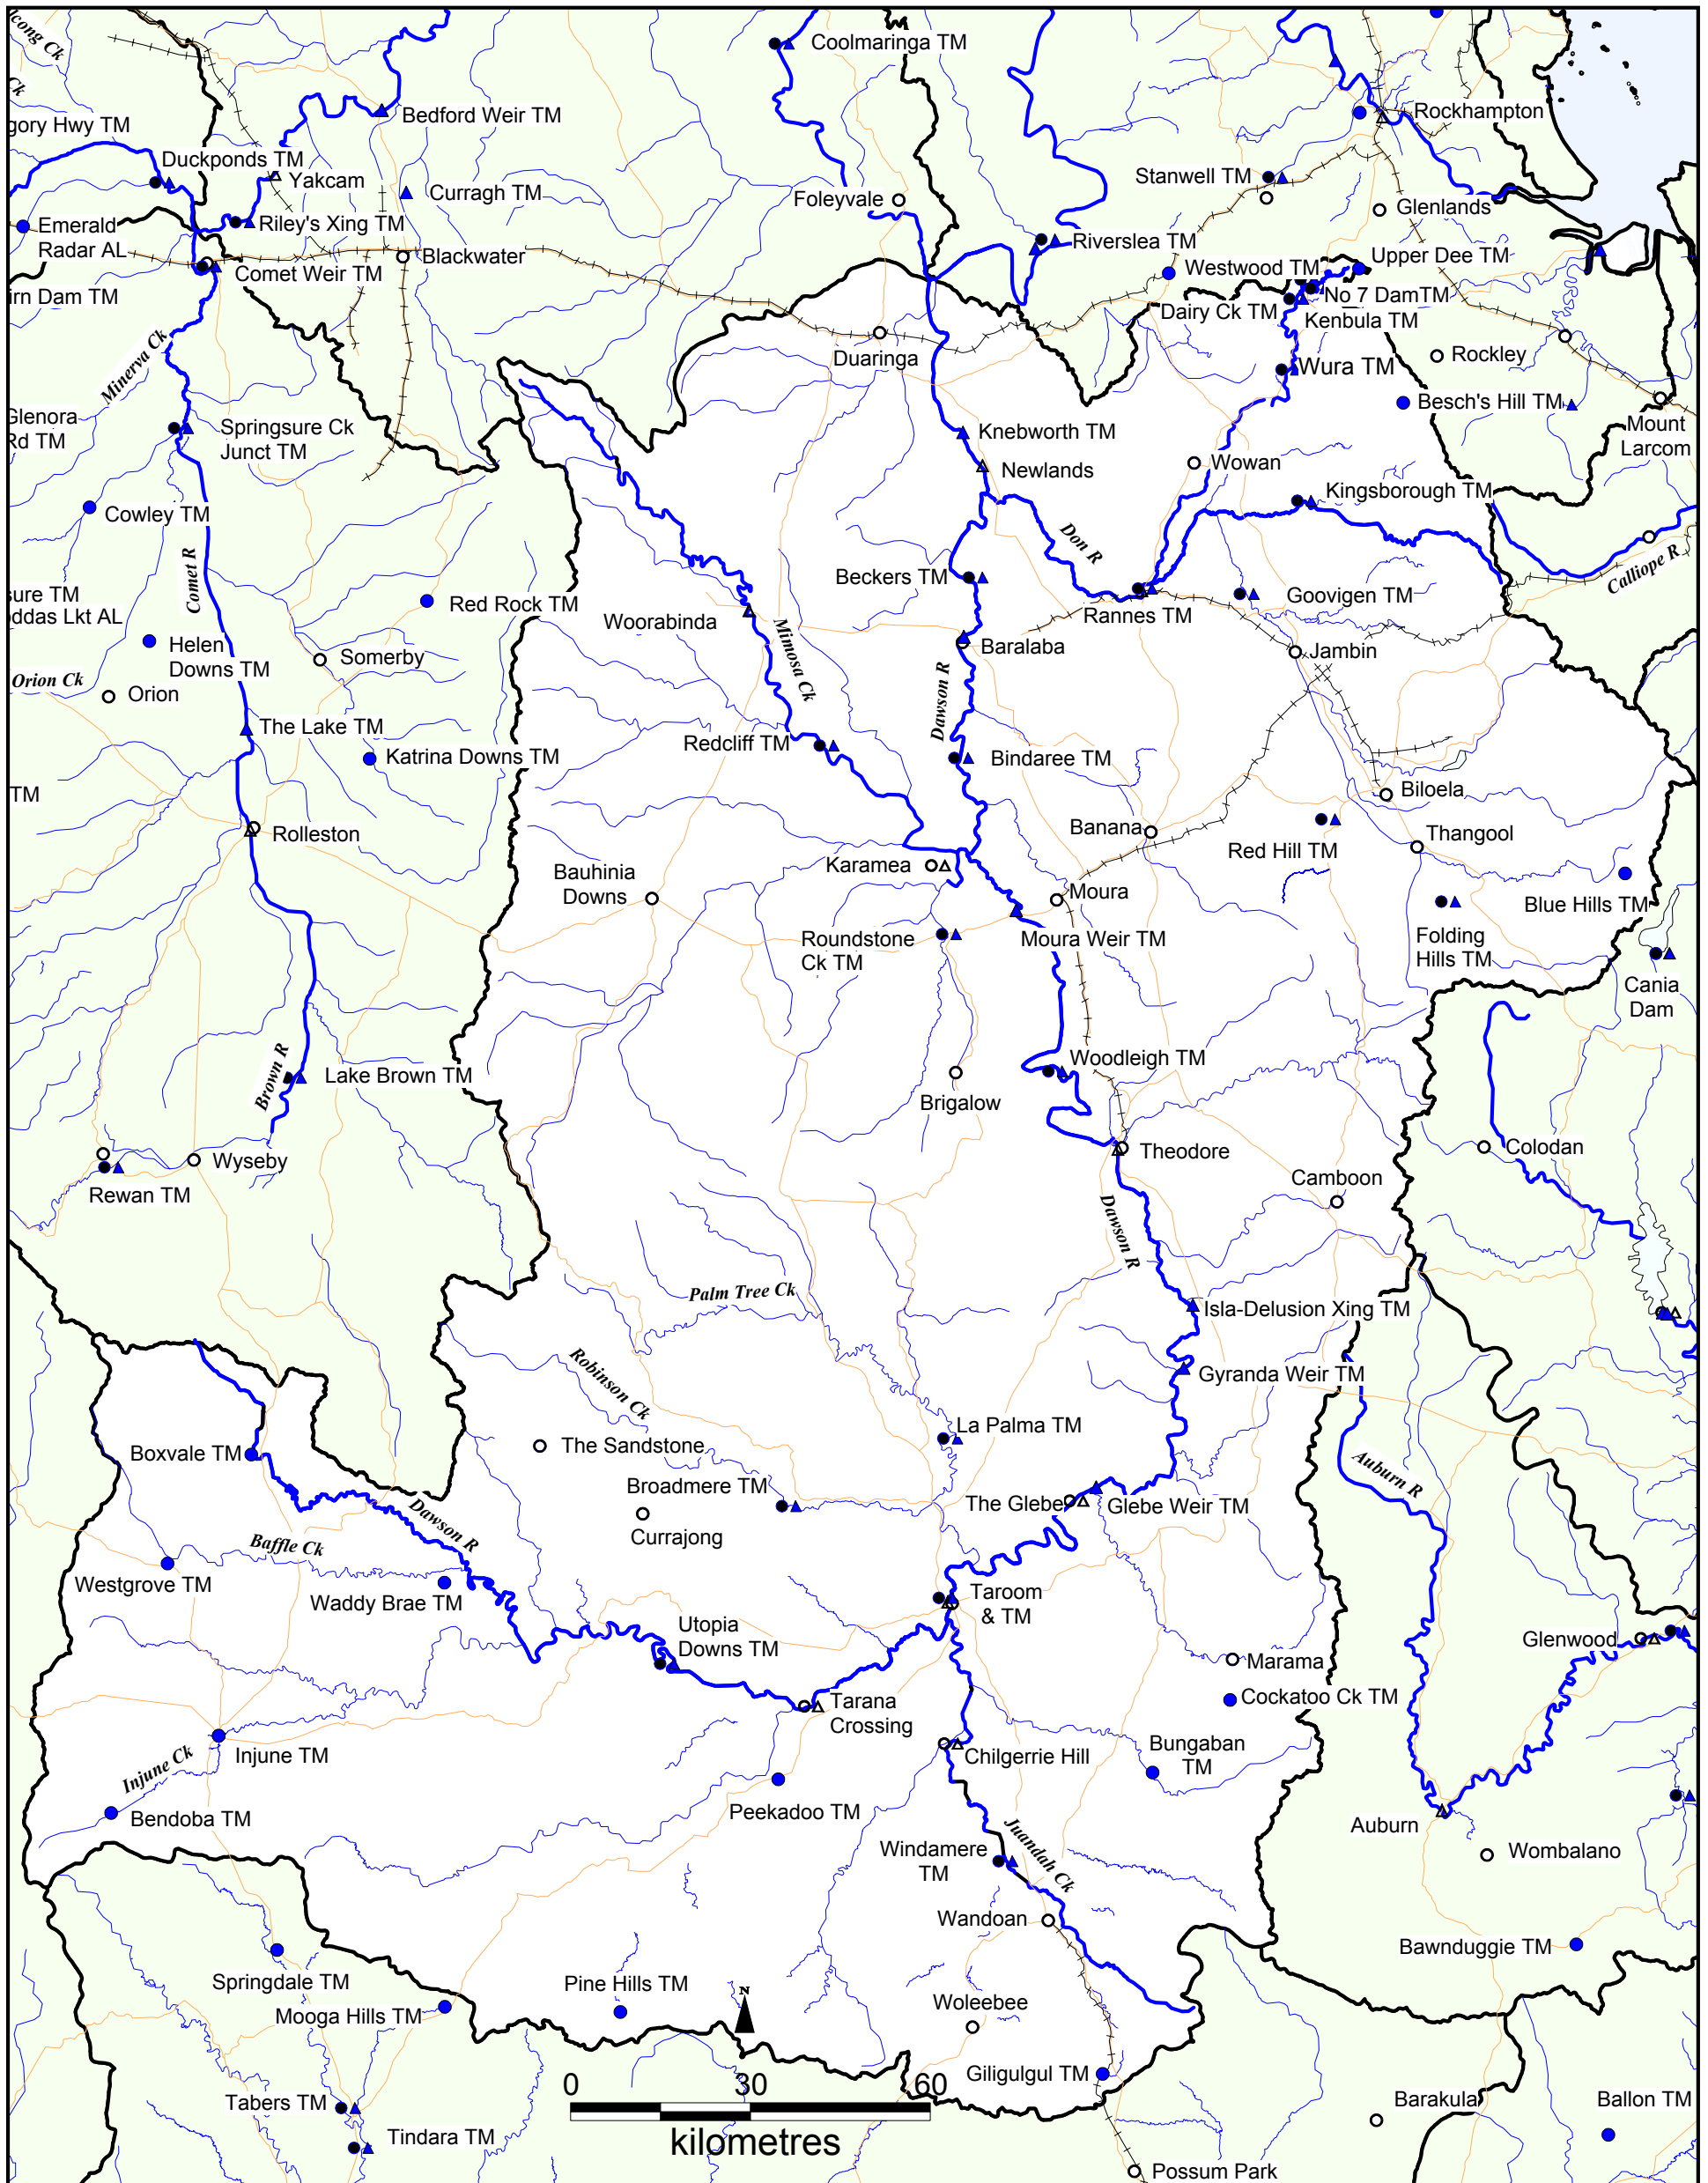 Coolmaringa TM
Bedford Weir TM
Rockhampton
gory Hwy TM
Duckponds TM
Yakcam
Curragh TM
Stanwell TM
Foleyvale
Glenlands
Emerald
Radar AL
Riley's Xing TM
Riverslea TM
Blackwater
Upper Dee TM
Westwood TM
Comet Weir TM
irn Dam TM
No 7 DamTM
Dairy Ck TM
Kenbula TM
Duaringa
Rockley
Minerva Ck
Wura TM
Besch's Hill TM
Glenora
Rd TM
Springsure Ck
Junct TM
Knebworth TM
Mount
Larcom
Newlands
Wowan
Kingsborough TM
Cowley TM
Don R
Calliope R
Comet R
Beckers TM
sure TM
oddas Lkt AL
Red Rock TM
Goovigen TM
Woorabinda
Rannes TM
Helen
Downs TM
Somerby
Mimosa Ck
Baralaba
Jambin
Orion Ck
Orion
Dawson R
The Lake TM
Redcliff TM
Katrina Downs TM
Bindaree TM
TM
Biloela
Rolleston
Banana
Thangool
Red Hill TM
Karamea
Bauhinia
Downs
Moura
Blue Hills TM
Roundstone
Ck TM
Moura Weir TM
Folding
Hills TM
Cania
Dam
Woodleigh TM
Brown R
Lake Brown TM
Brigalow
Theodore
Colodan
Wyseby
Rewan TM
Camboon
Dawson R
Palm Tree Ck
Isla-Delusion Xing TM
Robinson Ck
Gyranda Weir TM
La Palma TM
The Sandstone
Boxvale TM
Auburn R
Broadmere TM
The Glebe
Glebe Weir TM
Dawson R
Currajong
Baffle Ck
Westgrove TM
Waddy Brae TM
Taroom
& TM
Utopia
Downs TM
Glenwood
Marama
Cockatoo Ck TM
Tarana
Crossing
Injune TM
Chilgerrie Hill
Bungaban
TM
Injune Ck
Bendoba TM
Peekadoo TM
Auburn
Juandah Ck
Windamere
TM
Wombalano
Wandoan
Bawnduggie TM
Springdale TM
Pine Hills TM
Mooga Hills TM
N
Woleebee
Giligulgul TM
0 30 60
kilometres
Tabers TM
Barakula
Ballon TM
Tindara TM
Possum Park